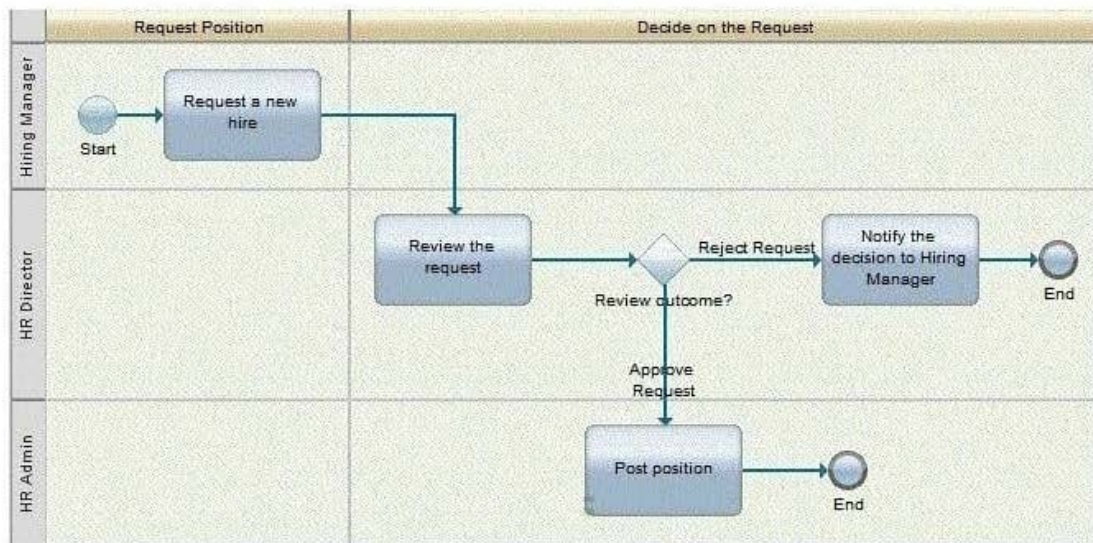 Request Position
Decide on the Request
Hiring Manager
Request a new
hire
Start
HR Director
Review the
request
Review outcome?
Reject Request
Notify the
decision to Hiring
Manager
End
Approve
Request
HR Admin
Post position
End